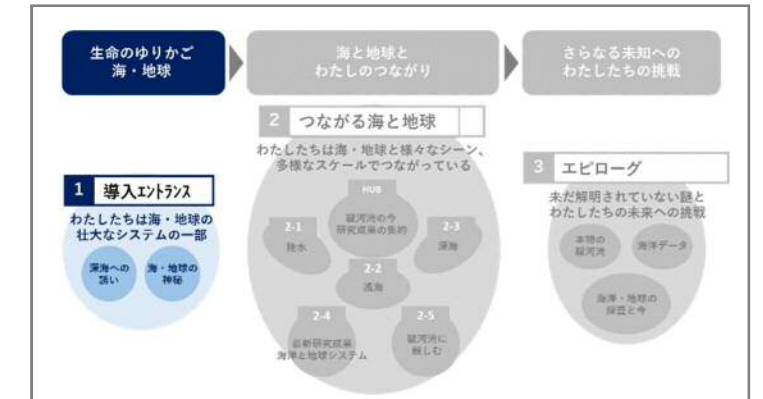 生命のゆりかご
海・地球
海と地球と
わたしのつながり
さらなる未知への
わたしたちの挑戦
1 導入エントランス
わたしたちは海・地球の
壮大なシステムの一部
深海への
誘い
海・地球の
神秘
2 つながる海と地球
わたしたちは海・地球と様々なシーン、
多様なスケールでつながっている
HUB
駿河湾の今
研究成果の集約
2-1
陸水
2-2
浅海
2-3
深海
2-4
最新研究成果
海洋と地球システム
2-5
駿河湾に
親しむ
3 エピローグ
未だ解明されていない謎と
わたしたちの未来への挑戦
本物の
駿河湾
海洋データ
海洋・地球の
保全と今